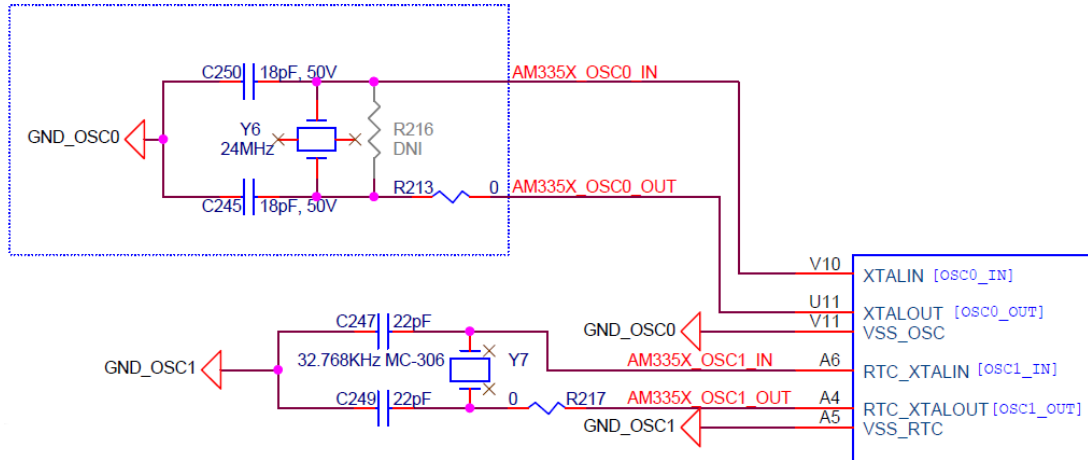 C250 18pF, 50V
AM335X_OSC0_IN
GND_OSC0
Y6
24MHz
R216
DNI
C245 18pF, 50V
R213 0
AM335X_OSC0_OUT
V10 XTALIN [OSC0_IN]
U11 XTALOUT [OSC0_OUT]
GND_OSC0 V11 VSS_OSC
C247 22pF
GND_OSC1
32.768KHz MC-306 Y7
AM335X_OSC1_IN A6 RTC_XTALIN [OSC1_IN]
C249 22pF
0 R217
AM335X_OSC1_OUT A4 RTC_XTALOUT [OSC1_OUT]
GND_OSC1 A5 VSS_RTC